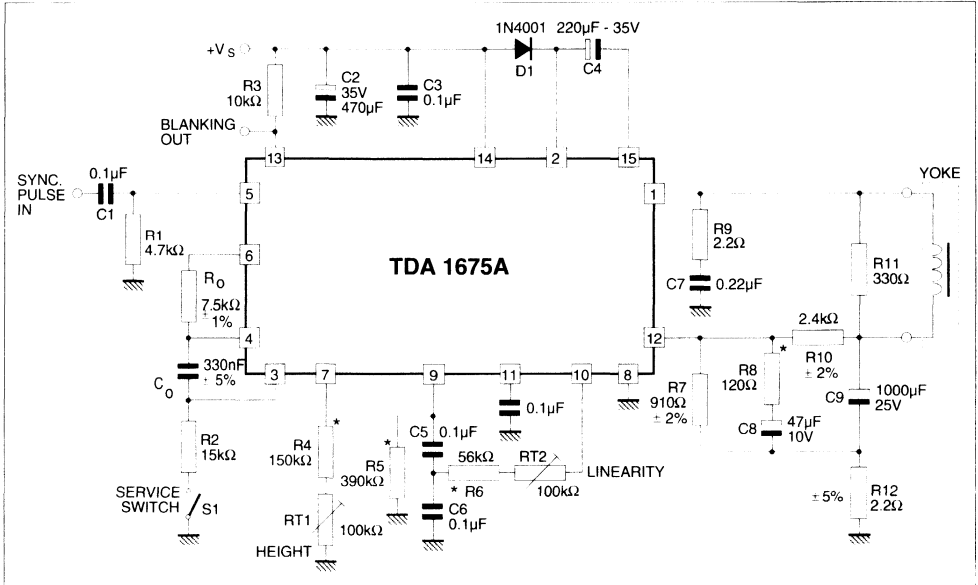 1N4001
220µF - 35V
+VS
D1
C4
R3
10kΩ
C2
35V
470µF
C3
0.1µF
BLANKING
OUT
13
14
2
15
SYNC.
PULSE
IN
0.1µF
C1
5
1
YOKE
R1
4.7kΩ
R9
2.2Ω
6
TDA 1675A
RO
7.5kΩ
± 1%
C7
0.22µF
R11
330Ω
4
12
2.4kΩ
R10
± 2%
330nF
± 5%
CO
3
7
9
11
10
8
R7
910Ω
± 2%
*
R8
120Ω
C9
1000µF
25V
0.1µF
C8
47µF
10V
R2
15kΩ
*
R4
150kΩ
*
R5
390kΩ
C5
0.1µF
56kΩ
* R6
RT2
100kΩ
LINEARITY
SERVICE
SWITCH
S1
RT1
100kΩ
HEIGHT
C6
0.1µF
± 5%
R12
2.2Ω